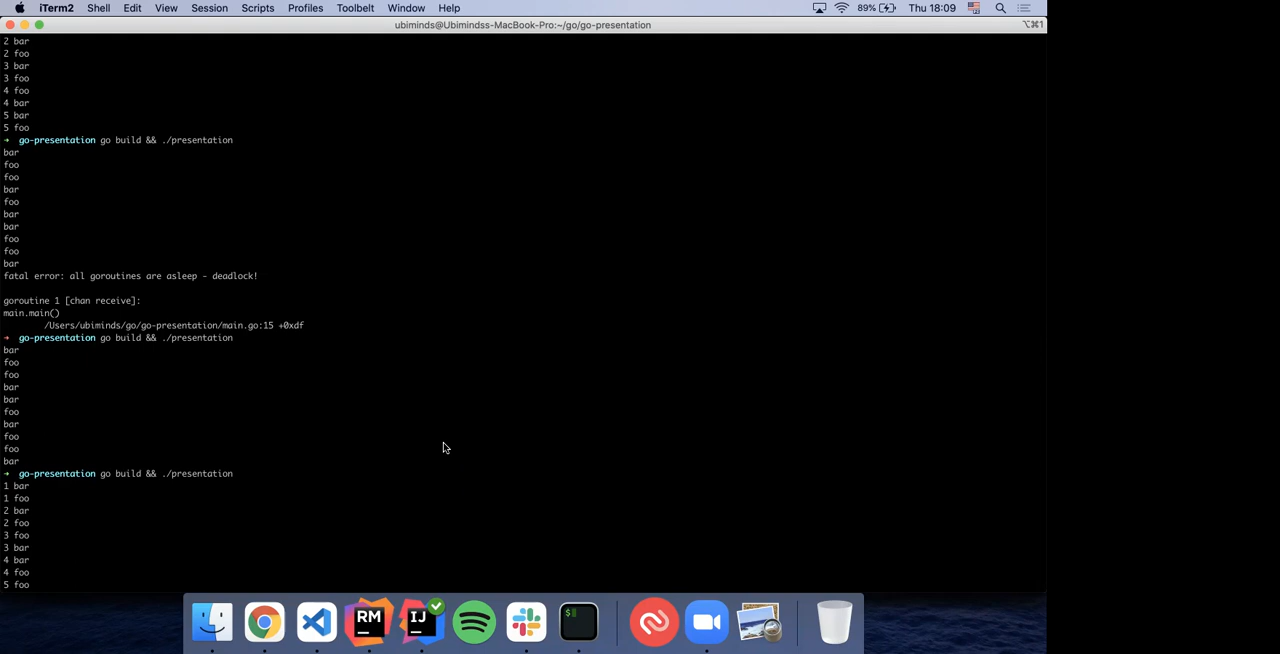 iTerm2 Shell Edit View Session Scripts Profiles Toolbelt Window Help 89% Thu 18:09
ubiminds@Ubimindss-MacBook-Pro:~/go/go-presentation ⌥⌘1
2 bar
2 foo
3 bar
3 foo
4 foo
4 bar
5 bar
5 foo
→ go-presentation go build && ./presentation
bar
foo
foo
bar
foo
bar
bar
foo
foo
bar
fatal error: all goroutines are asleep - deadlock!
goroutine 1 [chan receive]:
main.main()
/Users/ubiminds/go/go-presentation/main.go:15 +0xdf
→ go-presentation go build && ./presentation
bar
foo
foo
bar
bar
foo
bar
foo
foo
bar
→ go-presentation go build && ./presentation
1 bar
1 foo
2 bar
2 foo
3 foo
3 bar
4 bar
4 foo
5 foo
RM IJ $